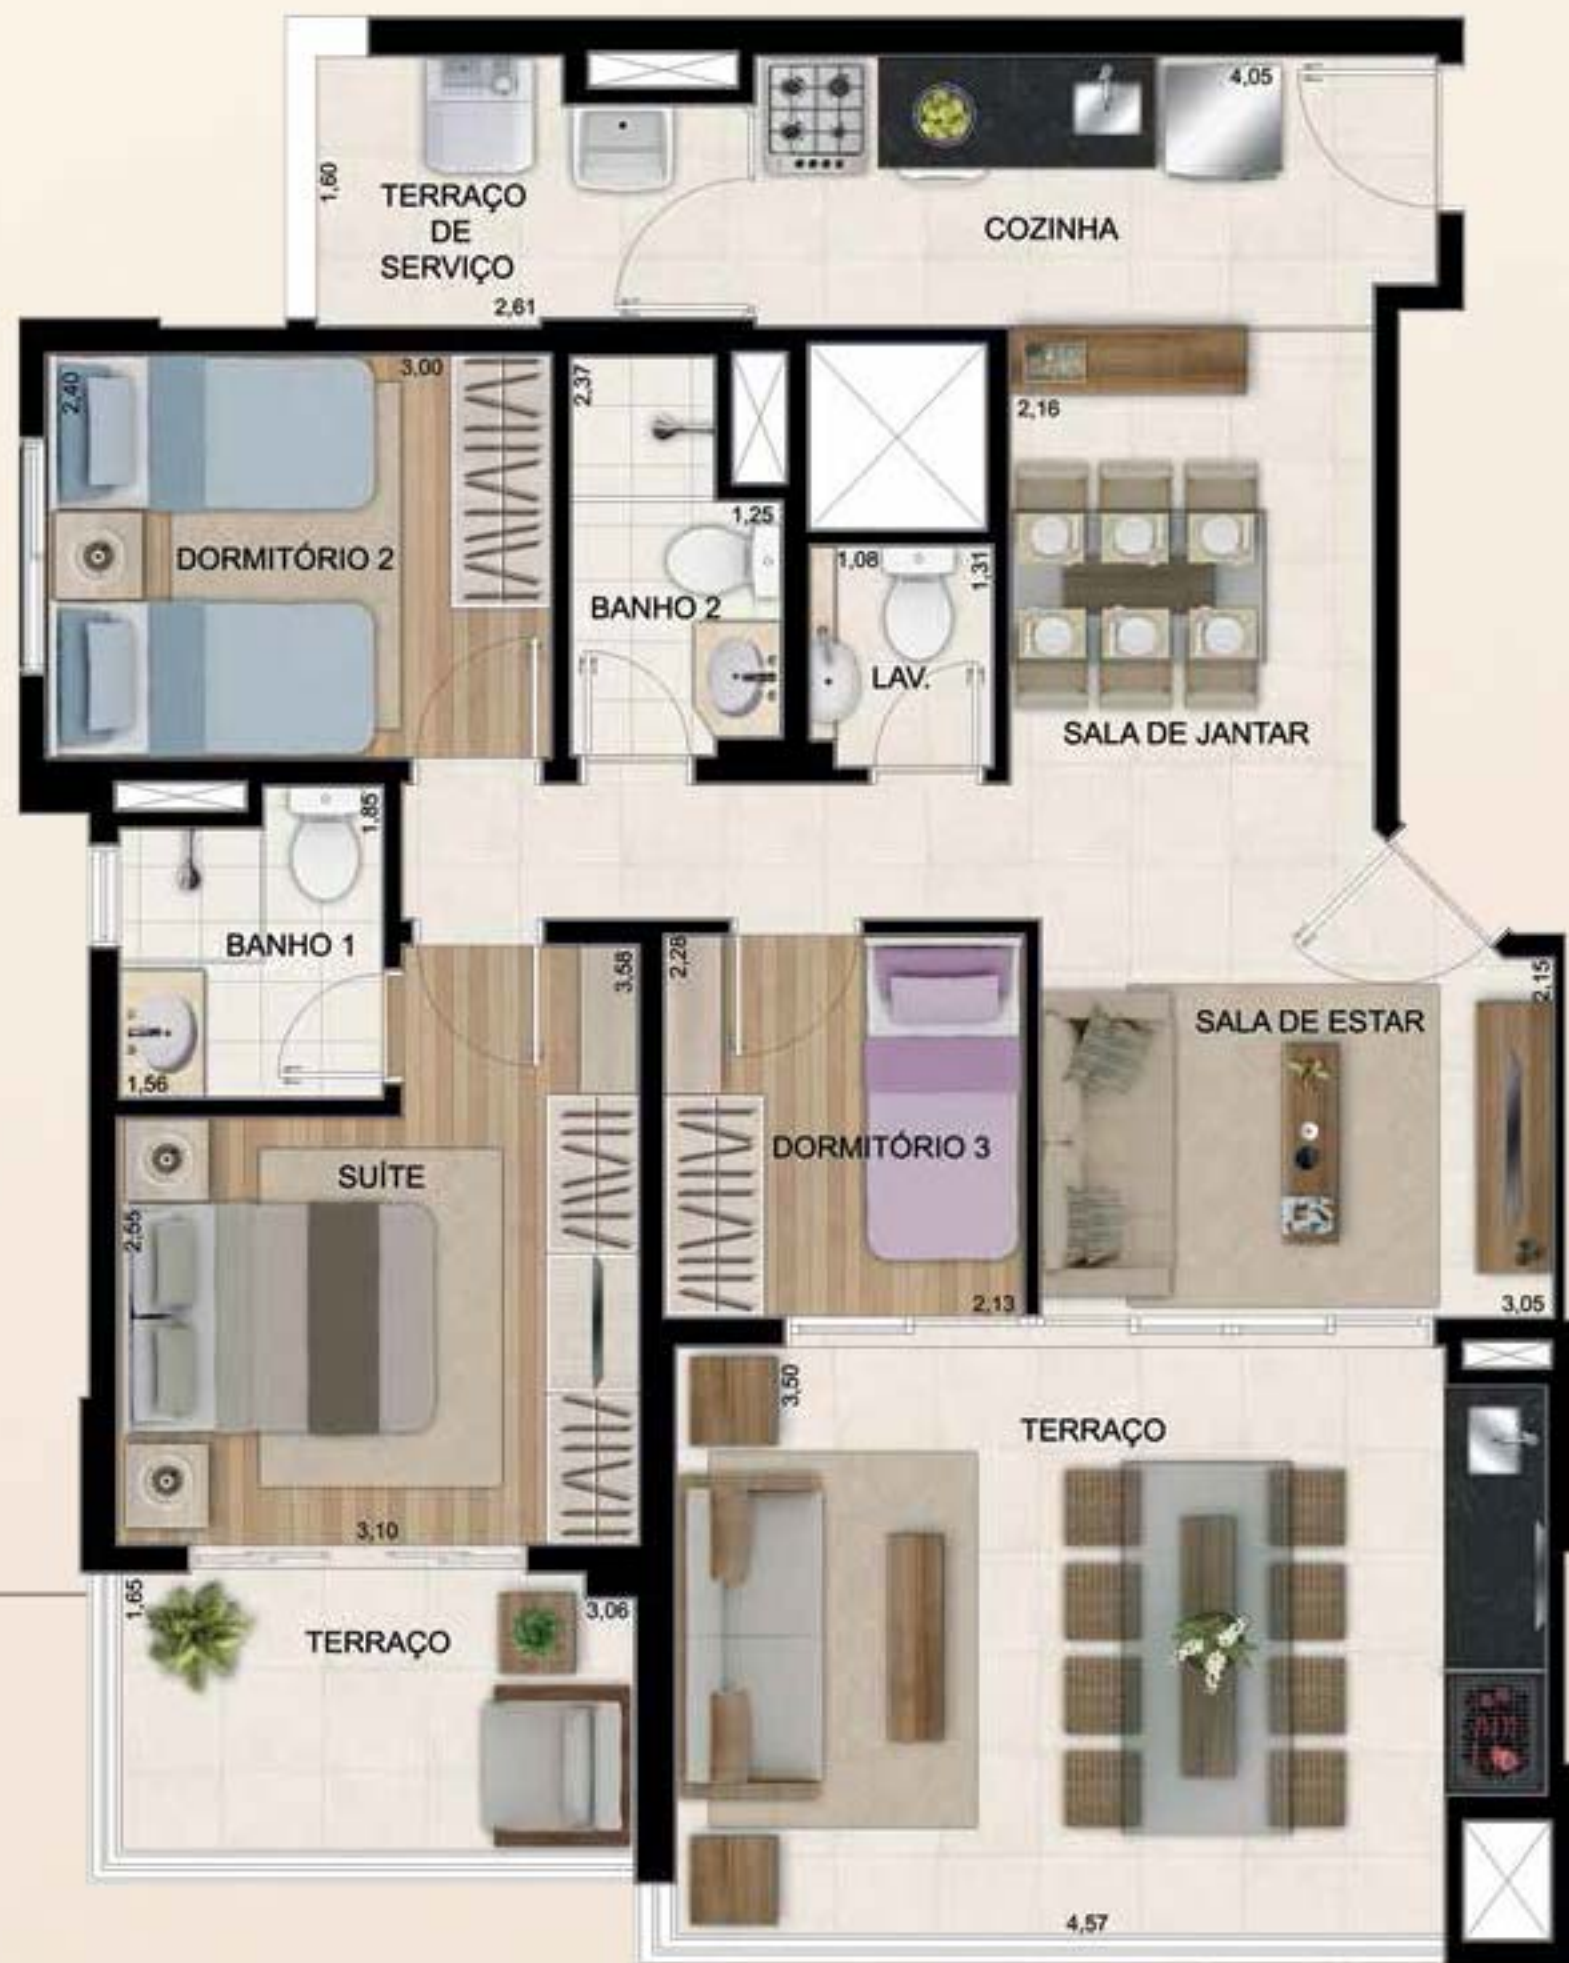 4,05
1,60
TERRAÇO
DE
SERVIÇO
COZINHA
2,61
3,00
2,40
2,37
2,16
DORMITÓRIO 2
1,25
BANHO 2
1,08
1,31
LAV.
SALA DE JANTAR
1,85
BANHO 1
1,56
3,58
2,28
2,15
SALA DE ESTAR
SUÍTE
2,55
DORMITÓRIO 3
2,13
3,05
3,50
TERRAÇO
3,10
1,65
3,06
TERRAÇO
4,57